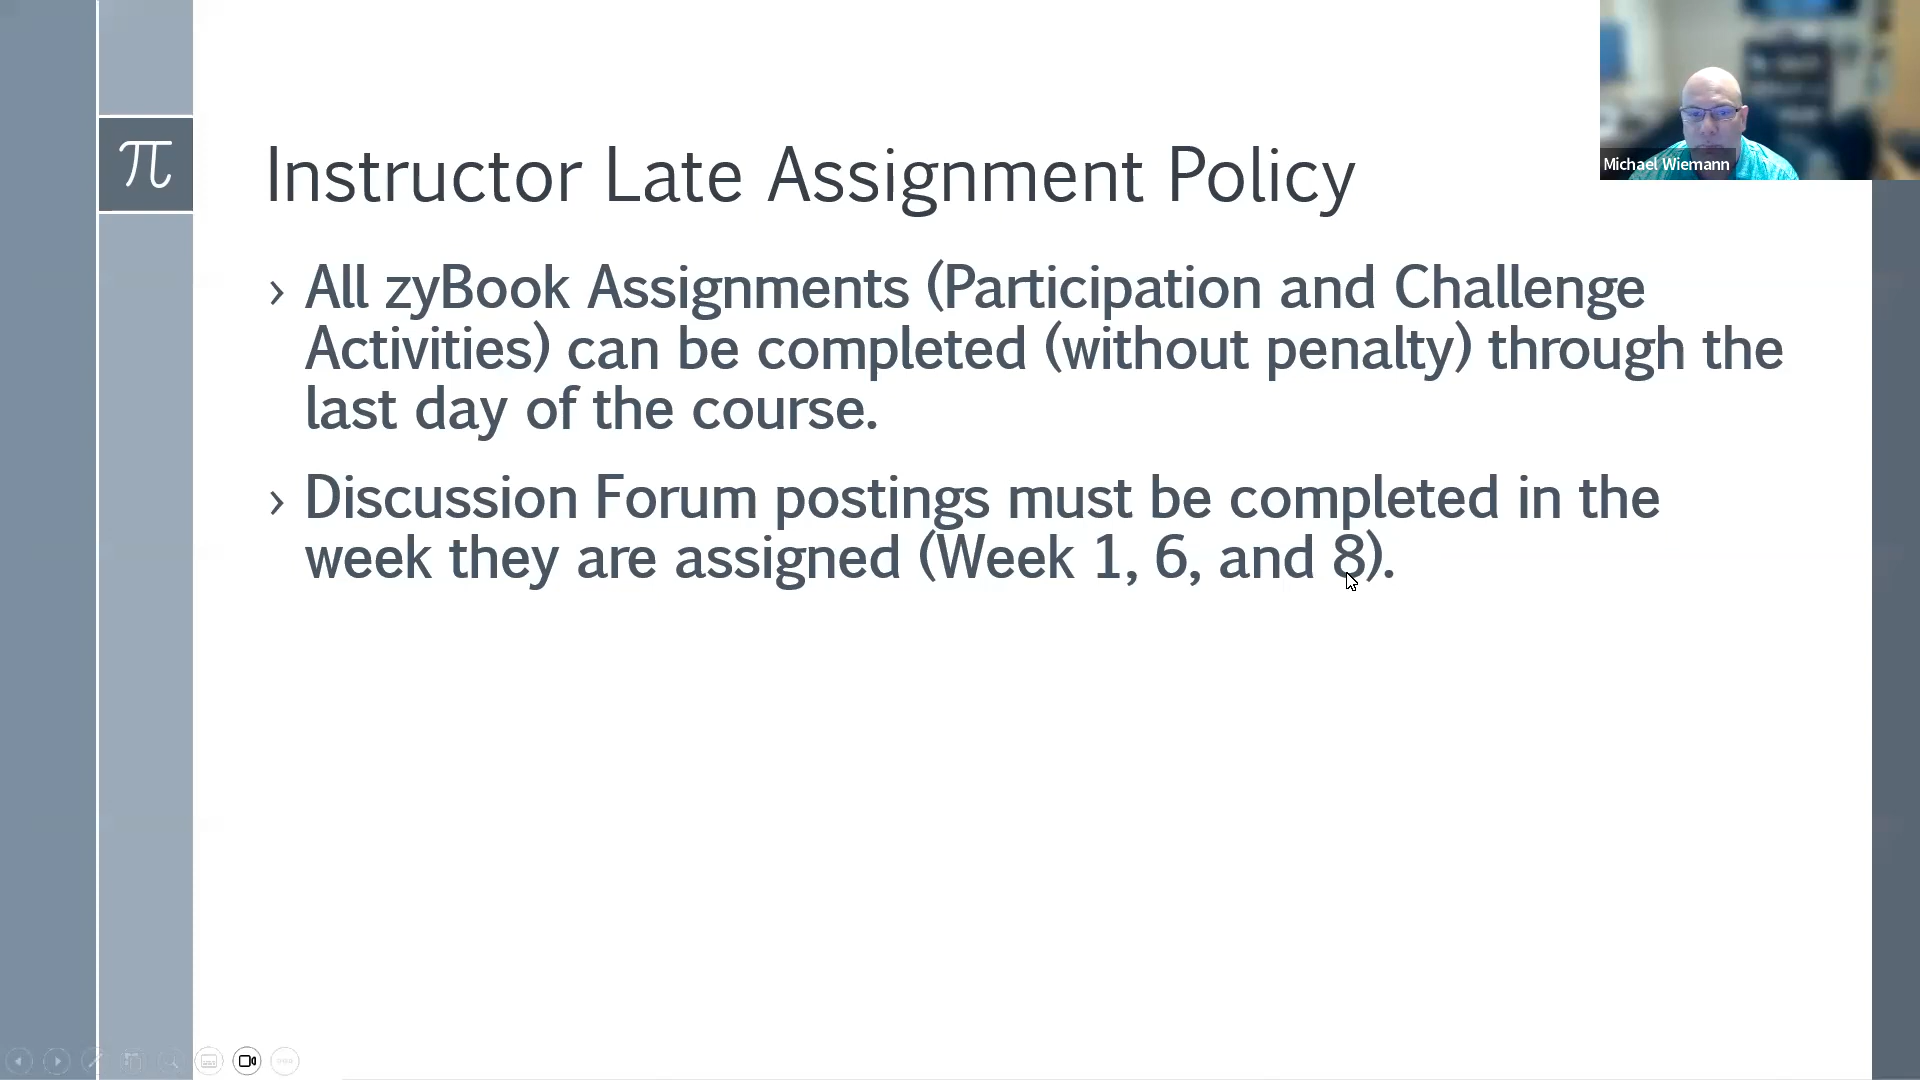 π
Instructor Late Assignment Policy
› All zyBook Assignments (Participation and Challenge
Activities) can be completed (without penalty) through the
last day of the course.
› Discussion Forum postings must be completed in the
week they are assigned (Week 1, 6, and 8).
Michael Wiemann